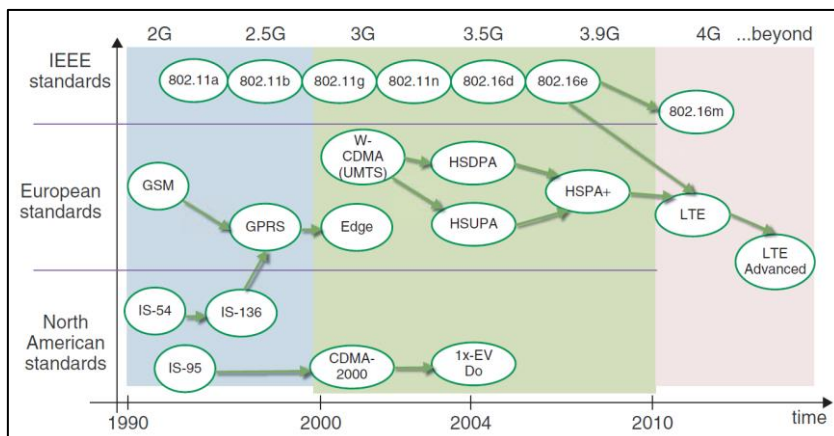 2G 2.5G 3G 3.5G 3.9G 4G ...beyond
IEEE
standards
802.11a 802.11b 802.11g 802.11n 802.16d 802.16e
802.16m
European
standards
GSM
GPRS
W-
CDMA
(UMTS)
Edge
HSDPA
HSUPA
HSPA+
LTE
LTE
Advanced
North
American
standards
IS-54
IS-136
IS-95
CDMA-
2000
1x-EV
Do
1990 2000 2004 2010 time